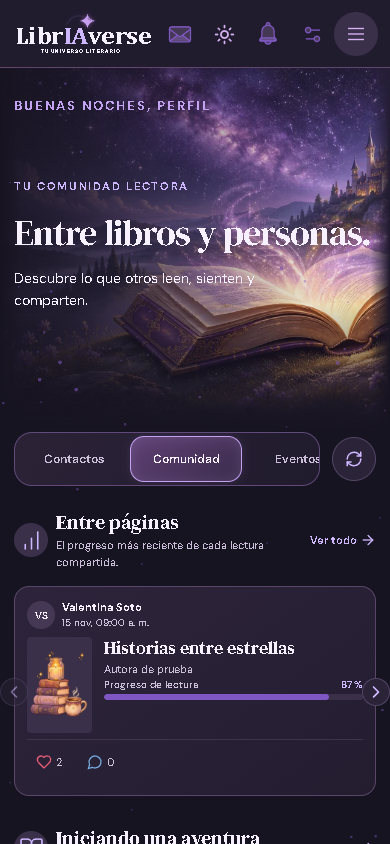 LibrIAverse
TU UNIVERSO LITERARIO
BUENAS NOCHES, PERFIL
TU COMUNIDAD LECTORA
Entre libros y personas.
Descubre lo que otros leen, sienten y
comparten.
Contactos
Comunidad
Eventos
Entre páginas
El progreso más reciente de cada lectura
compartida.
Ver todo
VS
Valentina Soto
15 nov, 09:00 a. m.
Historias entre estrellas
Autora de prueba
Progreso de lectura
87%
2
0
Iniciando una aventura